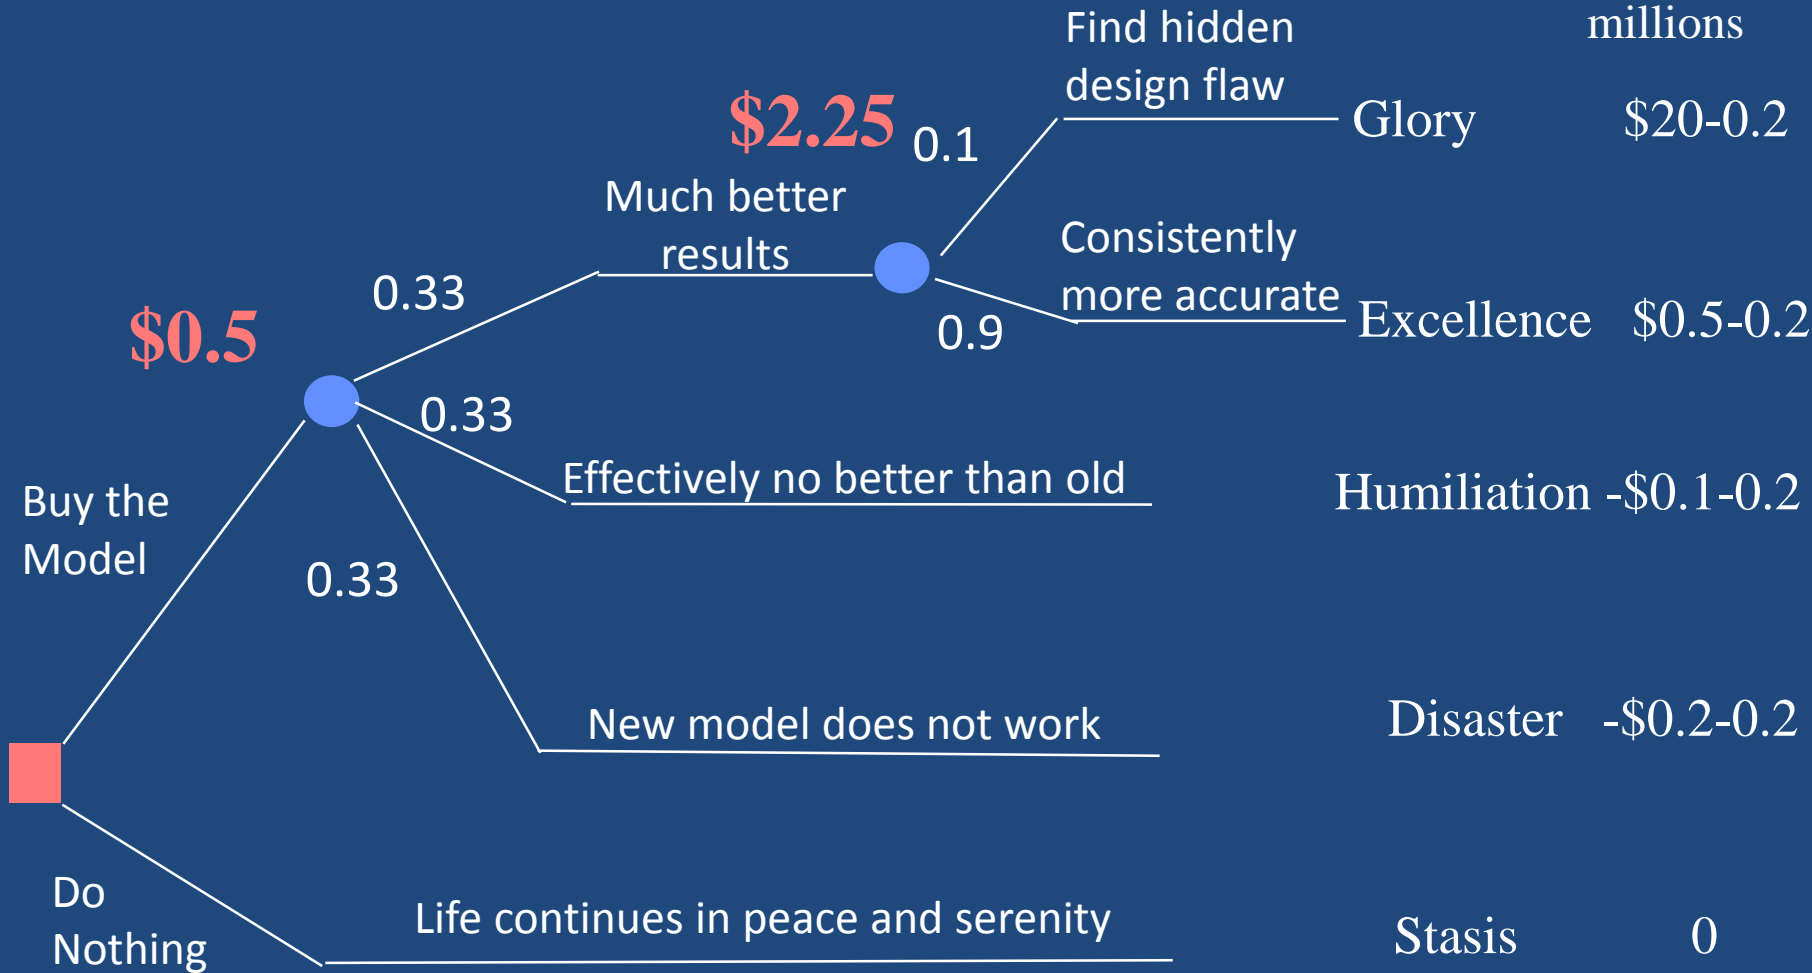 millions
Find hidden
design flaw
Glory $20-0.2
$2.25
0.1
Much better
results
Consistently
more accurate
Excellence $0.5-0.2
0.33
0.9
$0.5
0.33
Effectively no better than old
Humiliation -$0.1-0.2
Buy the
Model
0.33
New model does not work
Disaster -$0.2-0.2
Do
Nothing
Life continues in peace and serenity
Stasis 0